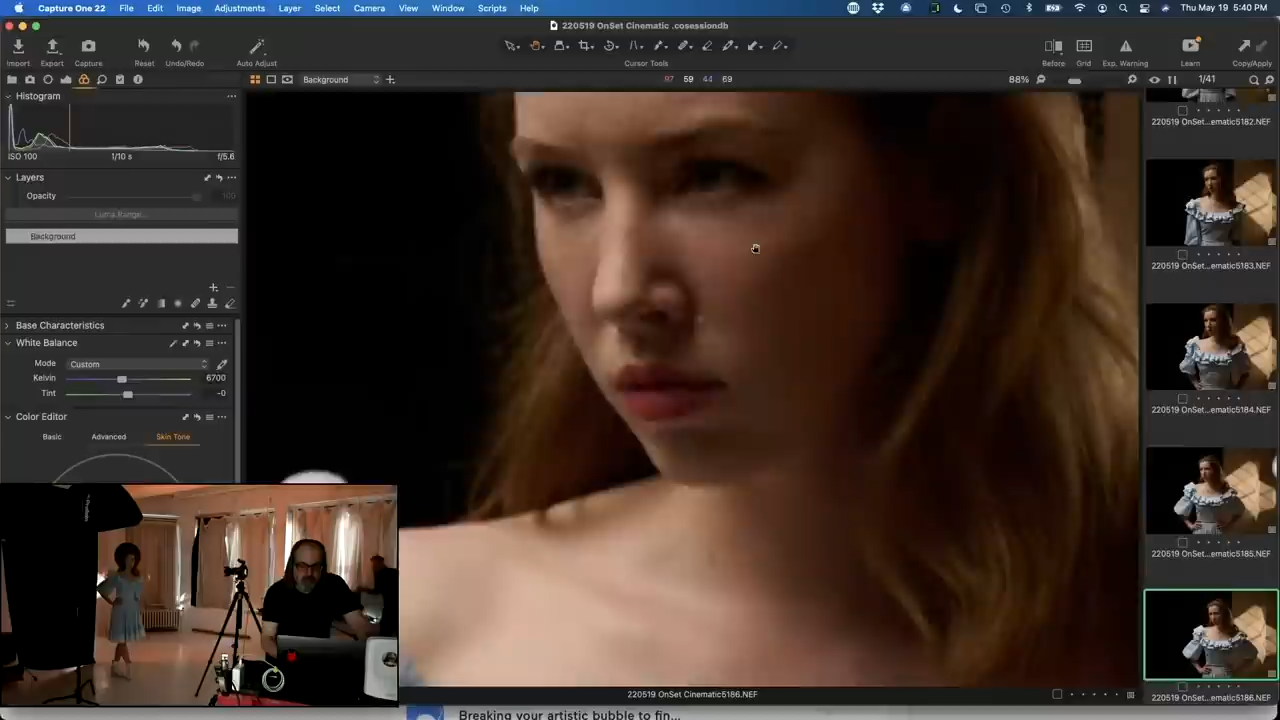 Capture One 22 File Edit Image Adjustments Layer Select Camera View Window Scripts Help Thu May 19 5:40 PM
220519 OnSet Cinematic .cosessiondb
Import Export Capture Reset Undo/Redo Auto Adjust Cursor Tools Before Grid Exp. Warning Learn Copy/Apply
Background 97 59 44 69 88% 1/41
Histogram
ISO 100 1/10 s f/5.6
Layers
Opacity 100
Luma Range...
Background
Base Characteristics
White Balance
Mode Custom
Kelvin 6700
Tint -0
Color Editor
Basic Advanced Skin Tone
220519 OnSet...ematic5182.NEF
220519 OnSet...ematic5183.NEF
220519 OnSet...ematic5184.NEF
220519 OnSet...ematic5185.NEF
220519 OnSet...ematic5186.NEF
220519 OnSet Cinematic5186.NEF
Breaking your artistic bubble to fin...